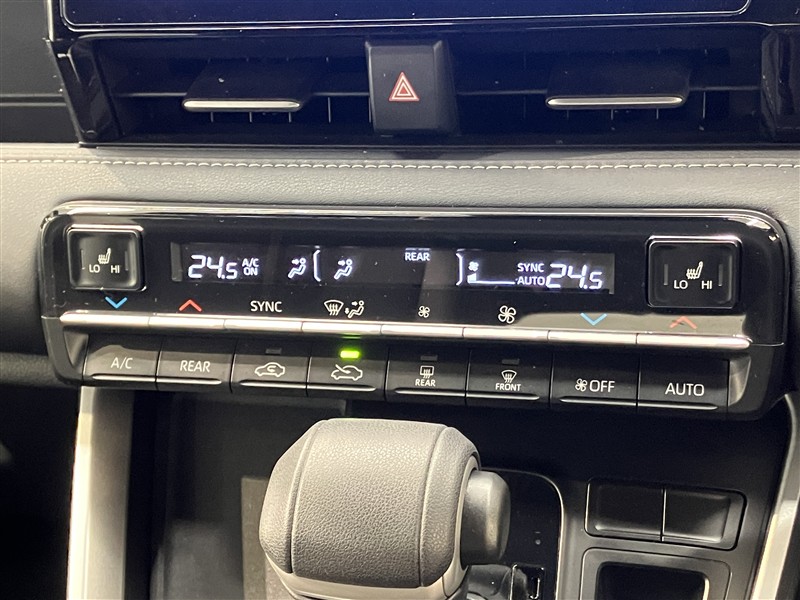 LO HI
24.5 A/C ON
REAR
SYNC AUTO 24.5
LO HI
SYNC
A/C
REAR
REAR
FRONT
OFF
AUTO